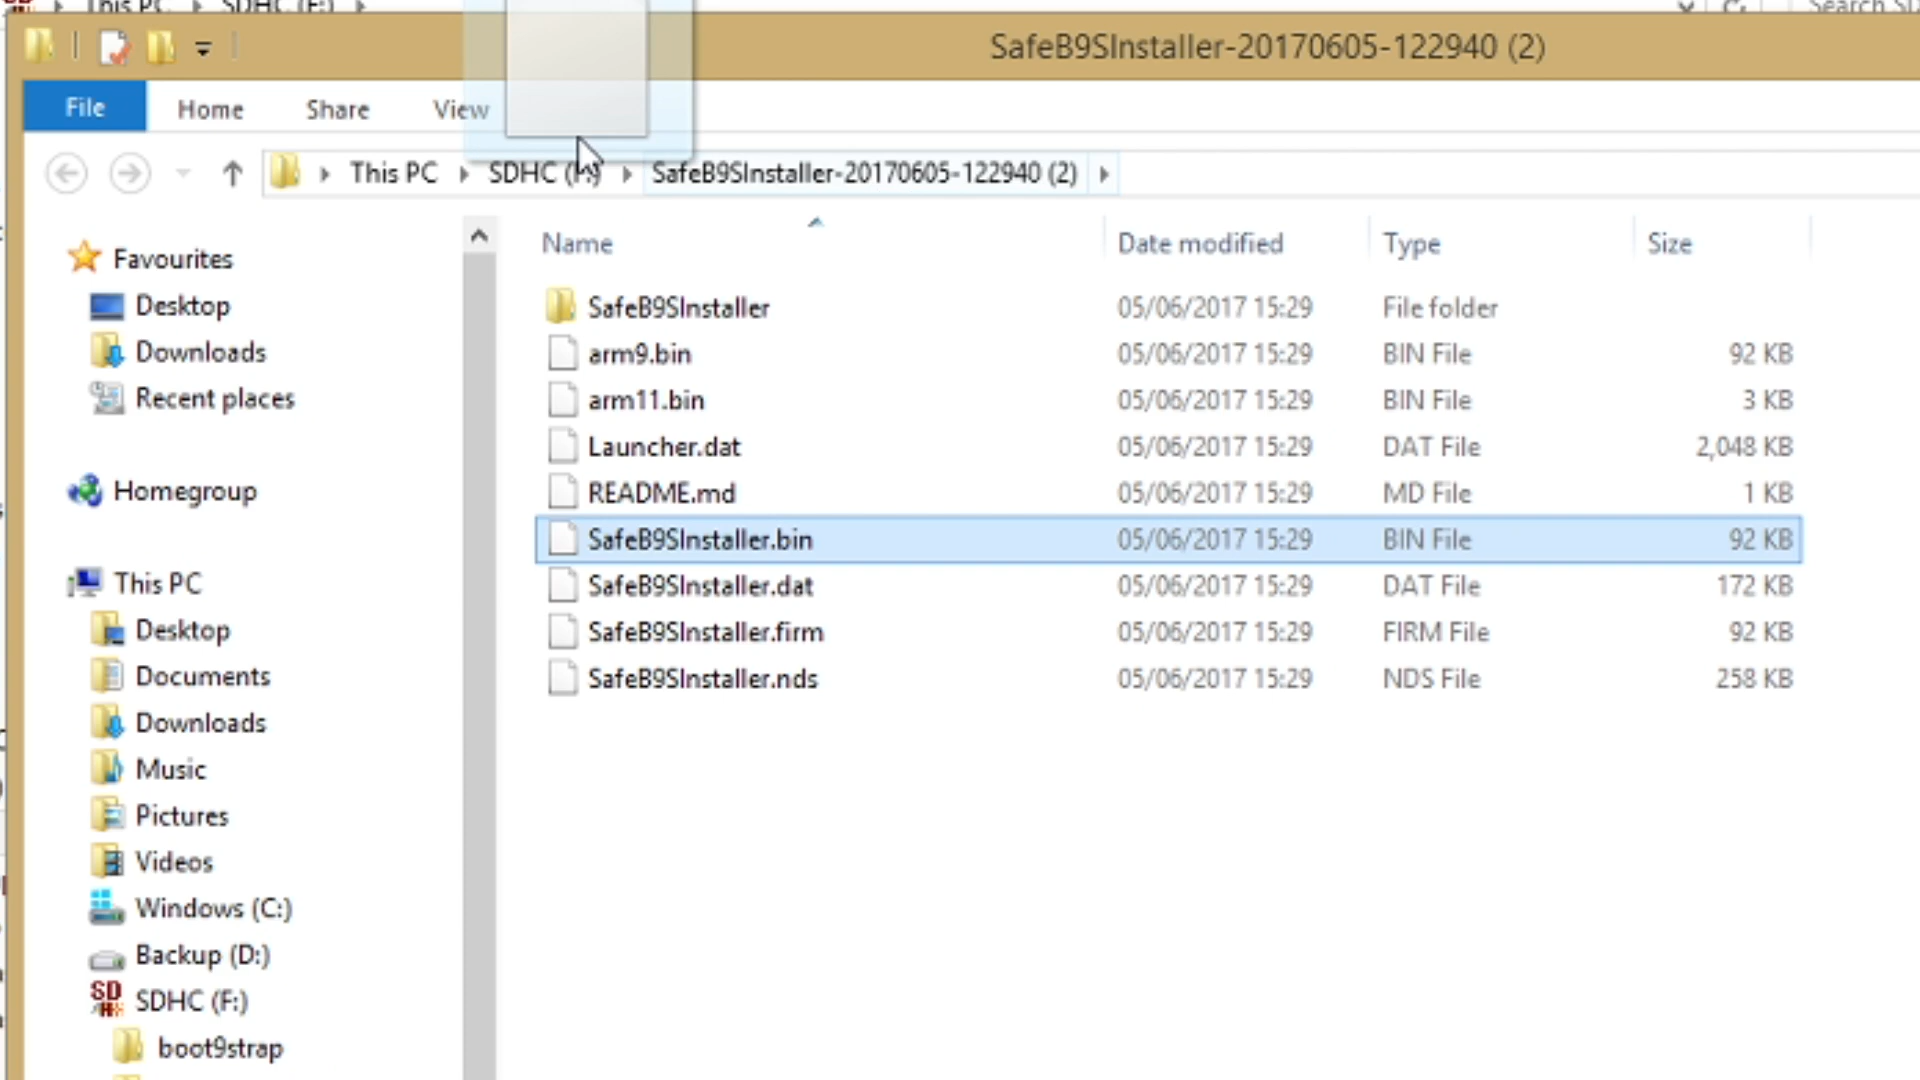 This PC SDHC (F:)
SafeB9SInstaller-20170605-122940 (2)
File Home Share View
This PC SDHC SafeB9SInstaller-20170605-122940 (2)
Name Date modified Type Size
Favourites
Desktop
Downloads
Recent places
Homegroup
This PC
Desktop
Documents
Downloads
Music
Pictures
Videos
Windows (C:)
Backup (D:)
SDHC (F:)
boot9strap
SafeB9SInstaller 05/06/2017 15:29 File folder
arm9.bin 05/06/2017 15:29 BIN File 92 KB
arm11.bin 05/06/2017 15:29 BIN File 3 KB
Launcher.dat 05/06/2017 15:29 DAT File 2,048 KB
README.md 05/06/2017 15:29 MD File 1 KB
SafeB9SInstaller.bin 05/06/2017 15:29 BIN File 92 KB
SafeB9SInstaller.dat 05/06/2017 15:29 DAT File 172 KB
SafeB9SInstaller.firm 05/06/2017 15:29 FIRM File 92 KB
SafeB9SInstaller.nds 05/06/2017 15:29 NDS File 258 KB